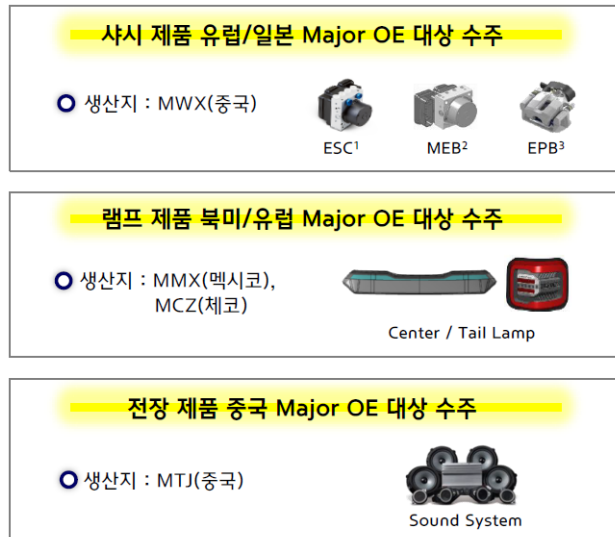 샤시 제품 유럽/일본 Major OE 대상 수주
생산지 : MWX(중국)
ESC¹ MEB² EPB³
램프 제품 북미/유럽 Major OE 대상 수주
생산지 : MMX(멕시코),
MCZ(체코)
Center / Tail Lamp
전장 제품 중국 Major OE 대상 수주
생산지 : MTJ(중국)
Sound System